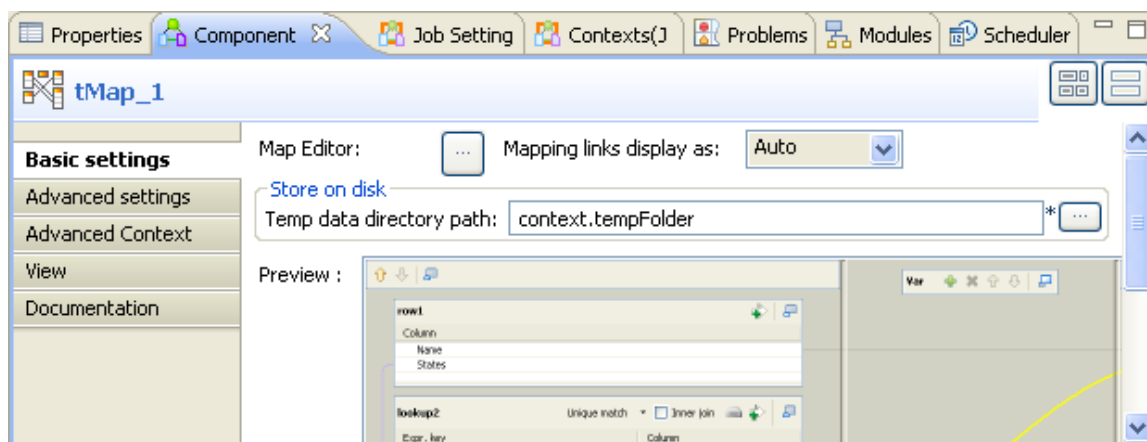 Properties Component Job Setting Contexts(J Problems Modules Scheduler
tMap_1
Basic settings
Advanced settings
Advanced Context
View
Documentation
Map Editor: ... Mapping links display as: Auto
Store on disk
Temp data directory path: context.tempFolder * ...
Preview :
Var
row1
Column
Name
States
lookup2 Unique match Inner join
Expr. key Column